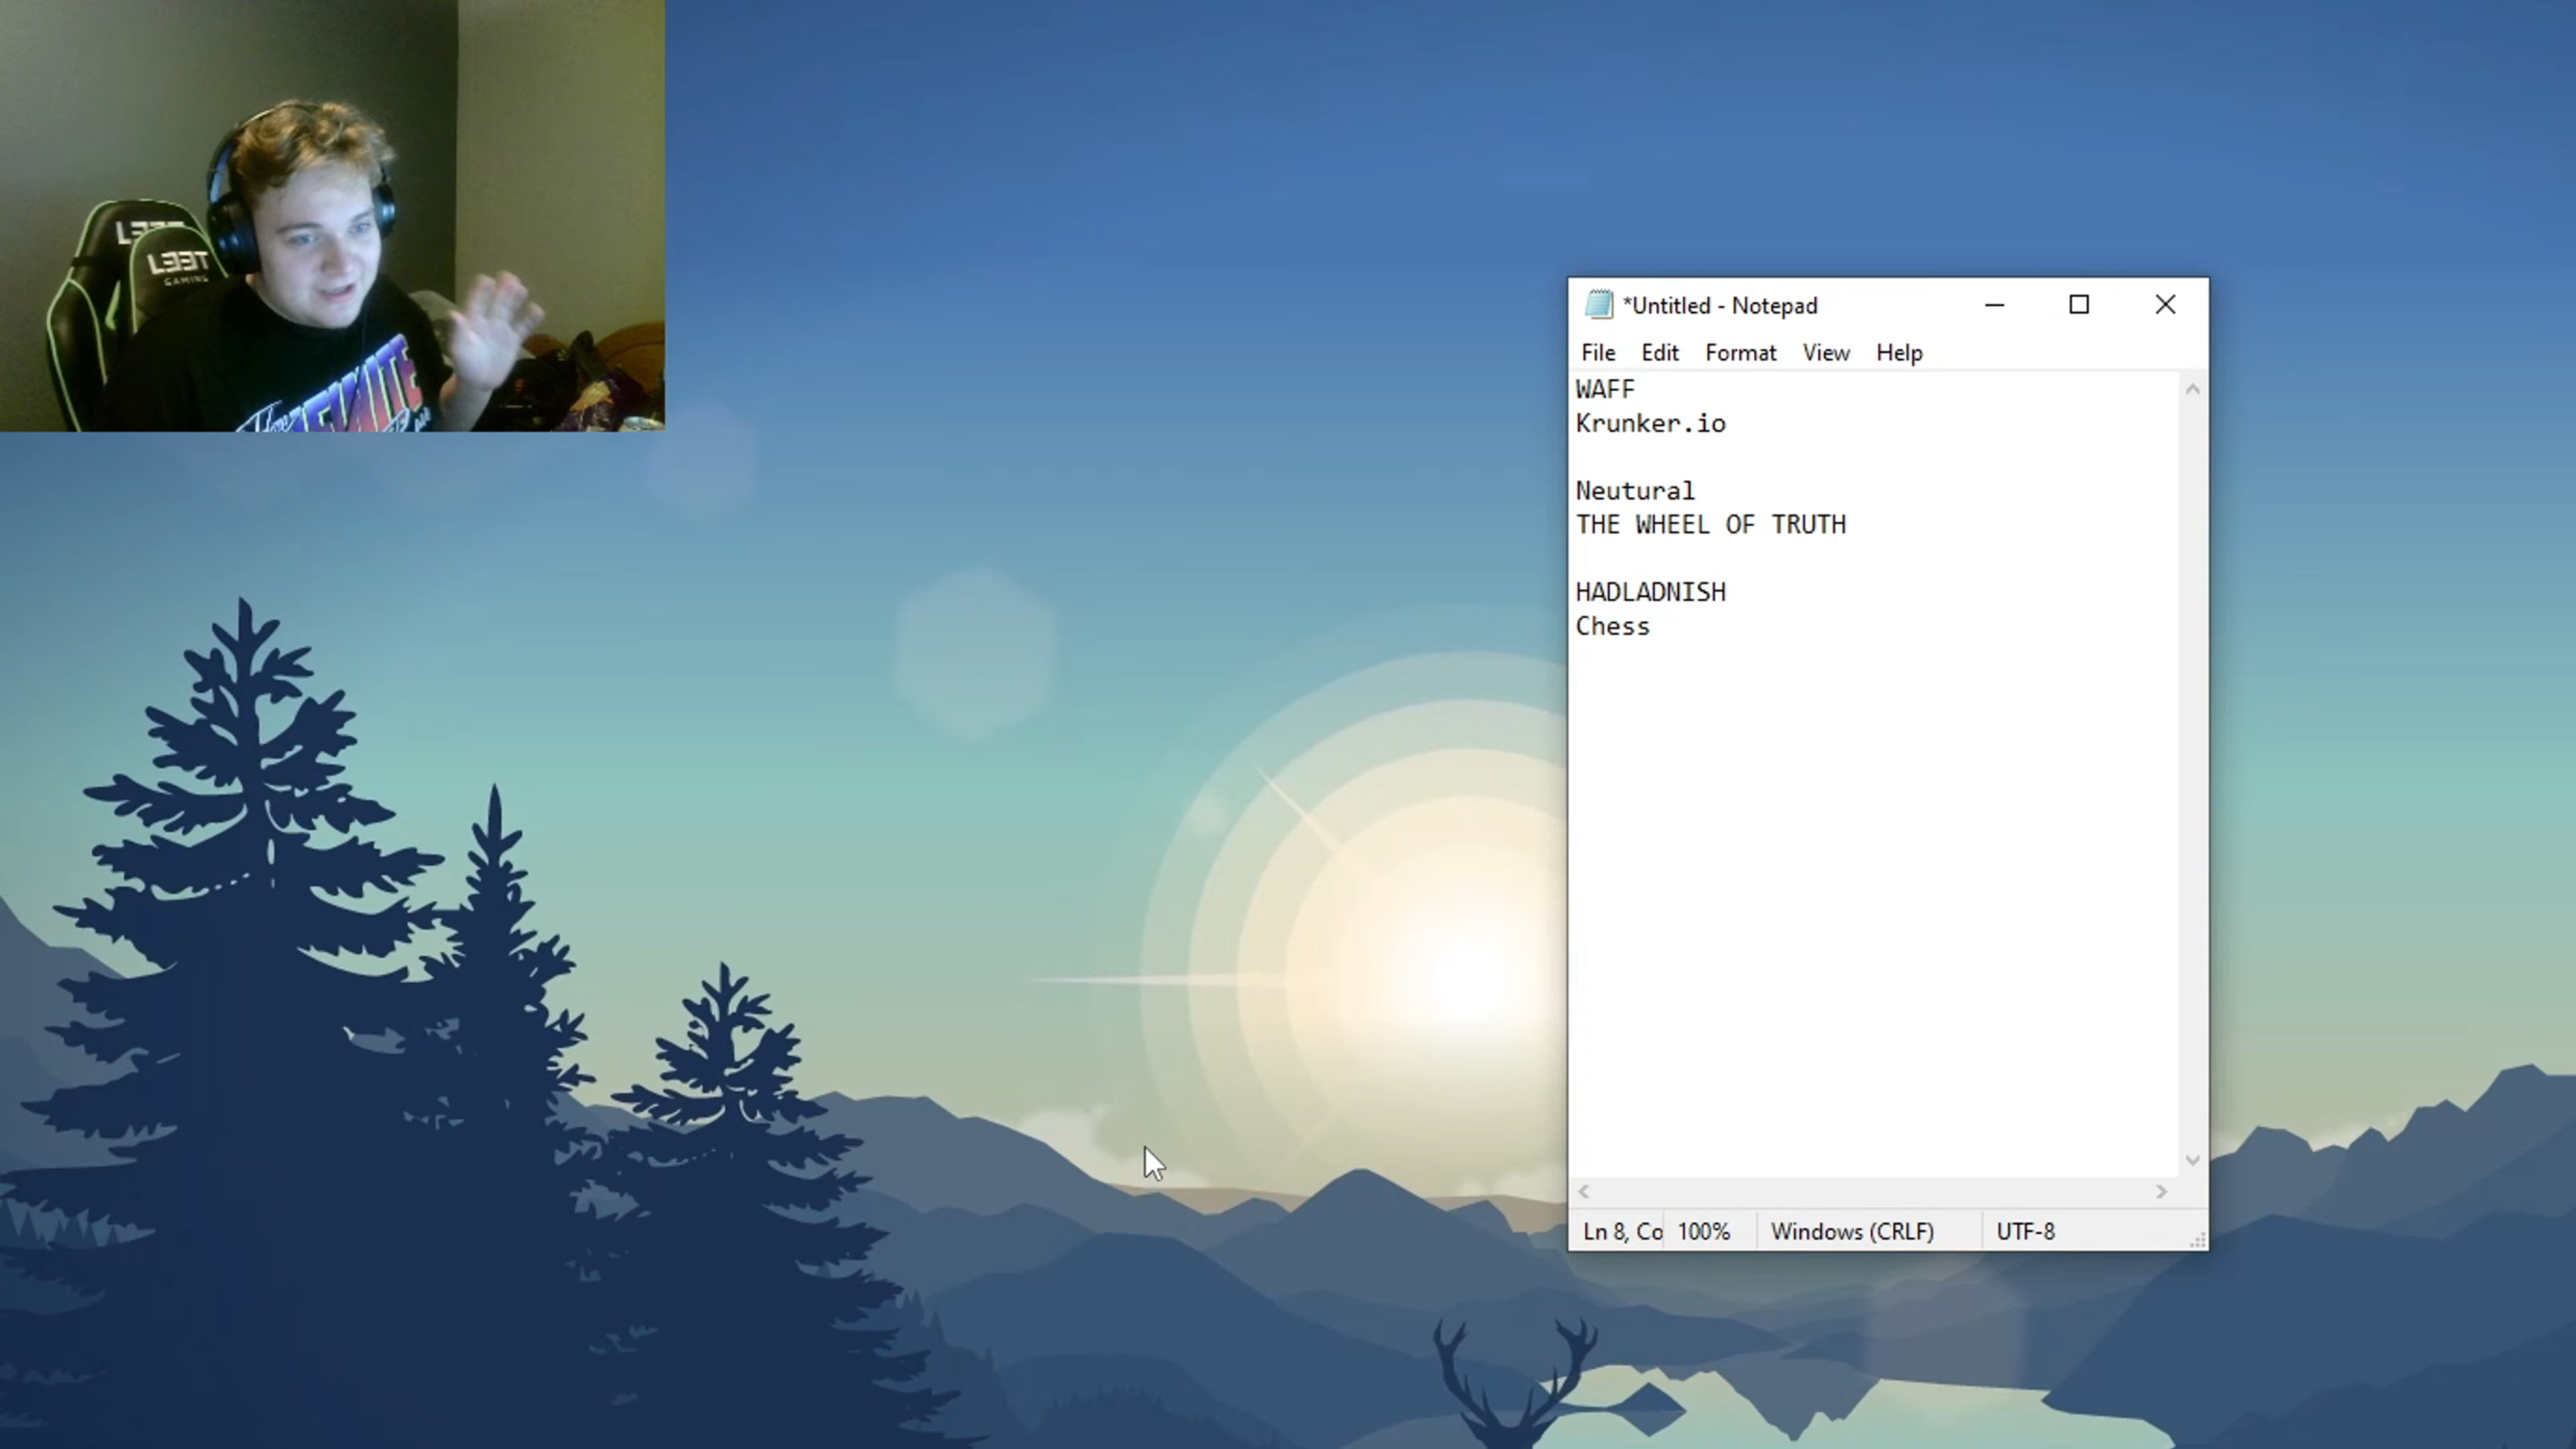 L33T
L33T
GAMING
*Untitled - Notepad
File Edit Format View Help
WAFF
Krunker.io
Neutural
THE WHEEL OF TRUTH
HADLADNISH
Chess
Ln 8, Co 100% Windows (CRLF) UTF-8